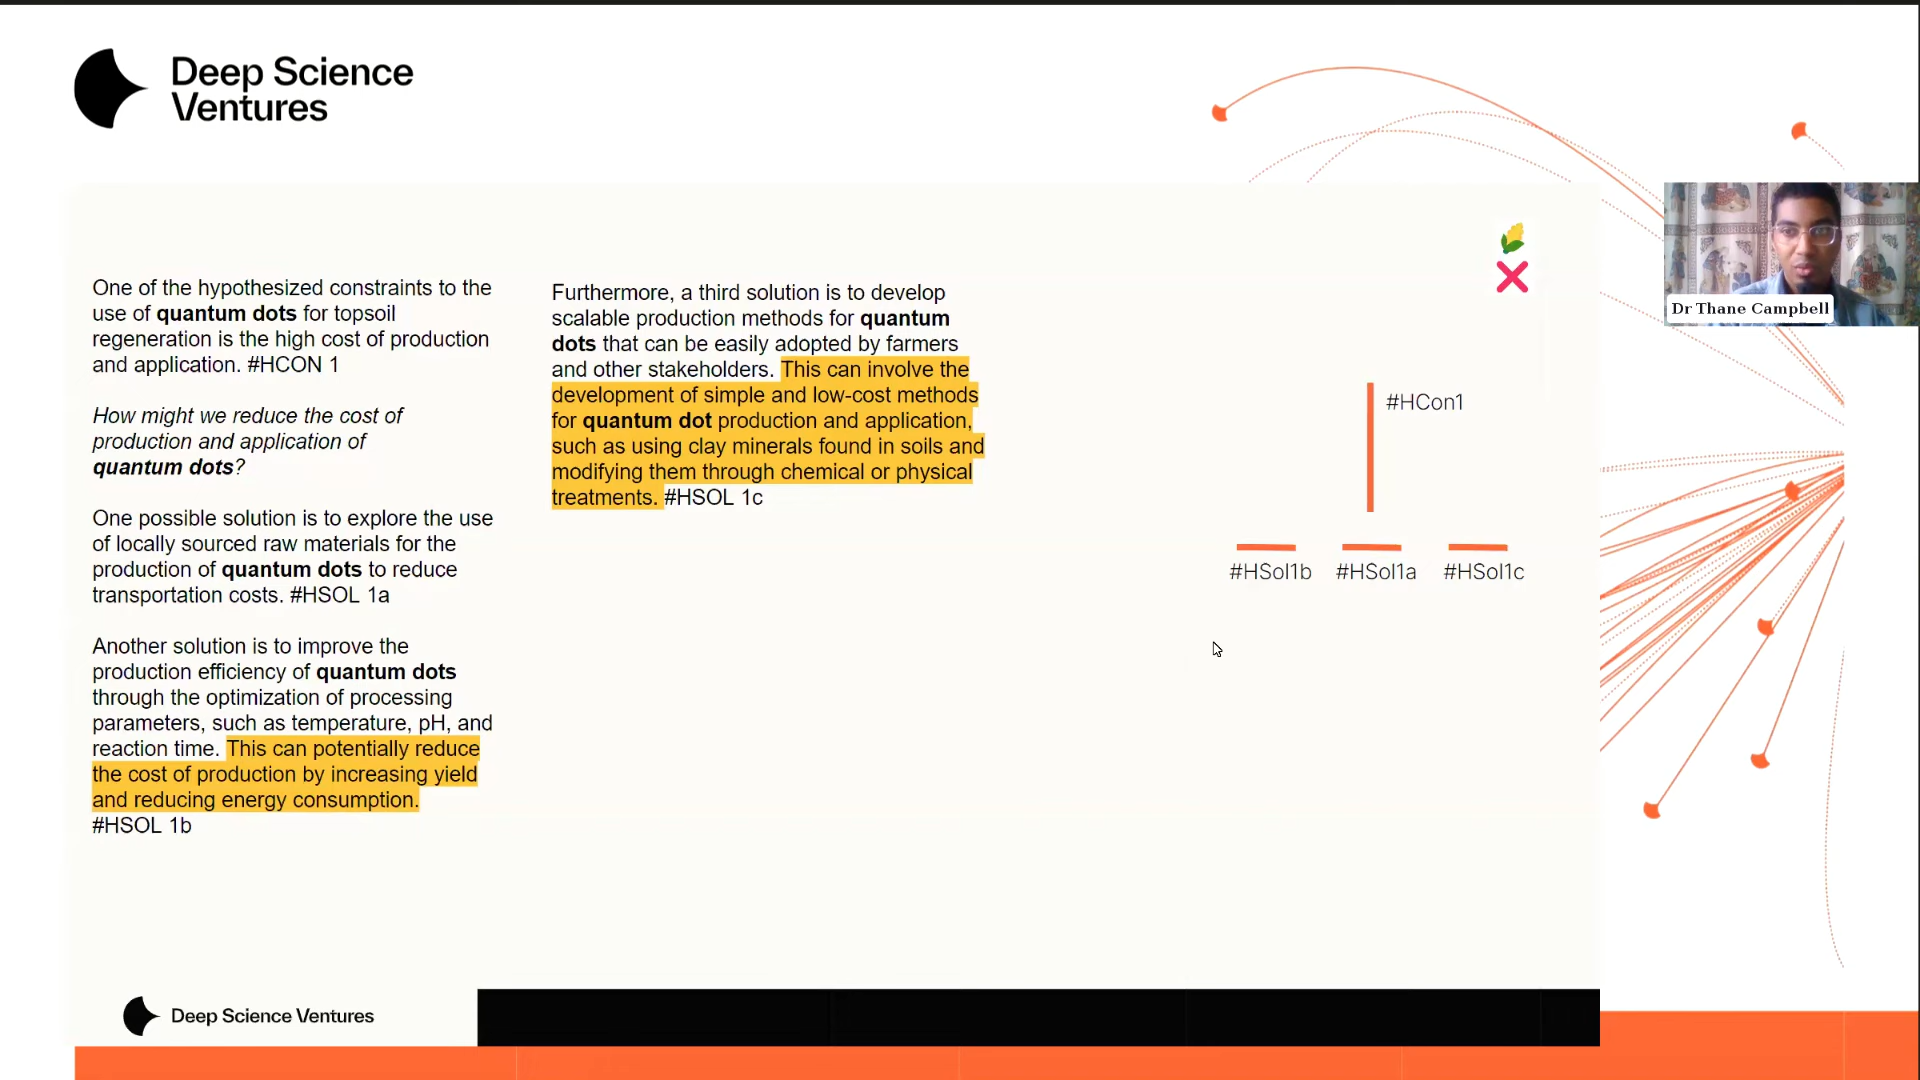 Deep Science
Ventures
One of the hypothesized constraints to the
use of quantum dots for topsoil
regeneration is the high cost of production
and application. #HCON 1
How might we reduce the cost of
production and application of
quantum dots?
One possible solution is to explore the use
of locally sourced raw materials for the
production of quantum dots to reduce
transportation costs. #HSOL 1a
Another solution is to improve the
production efficiency of quantum dots
through the optimization of processing
parameters, such as temperature, pH, and
reaction time. This can potentially reduce
the cost of production by increasing yield
and reducing energy consumption.
#HSOL 1b
Furthermore, a third solution is to develop
scalable production methods for quantum
dots that can be easily adopted by farmers
and other stakeholders. This can involve the
development of simple and low-cost methods
for quantum dot production and application,
such as using clay minerals found in soils and
modifying them through chemical or physical
treatments. #HSOL 1c
#HCon1
#HSol1b #HSol1a #HSol1c
Dr Thane Campbell
Deep Science Ventures